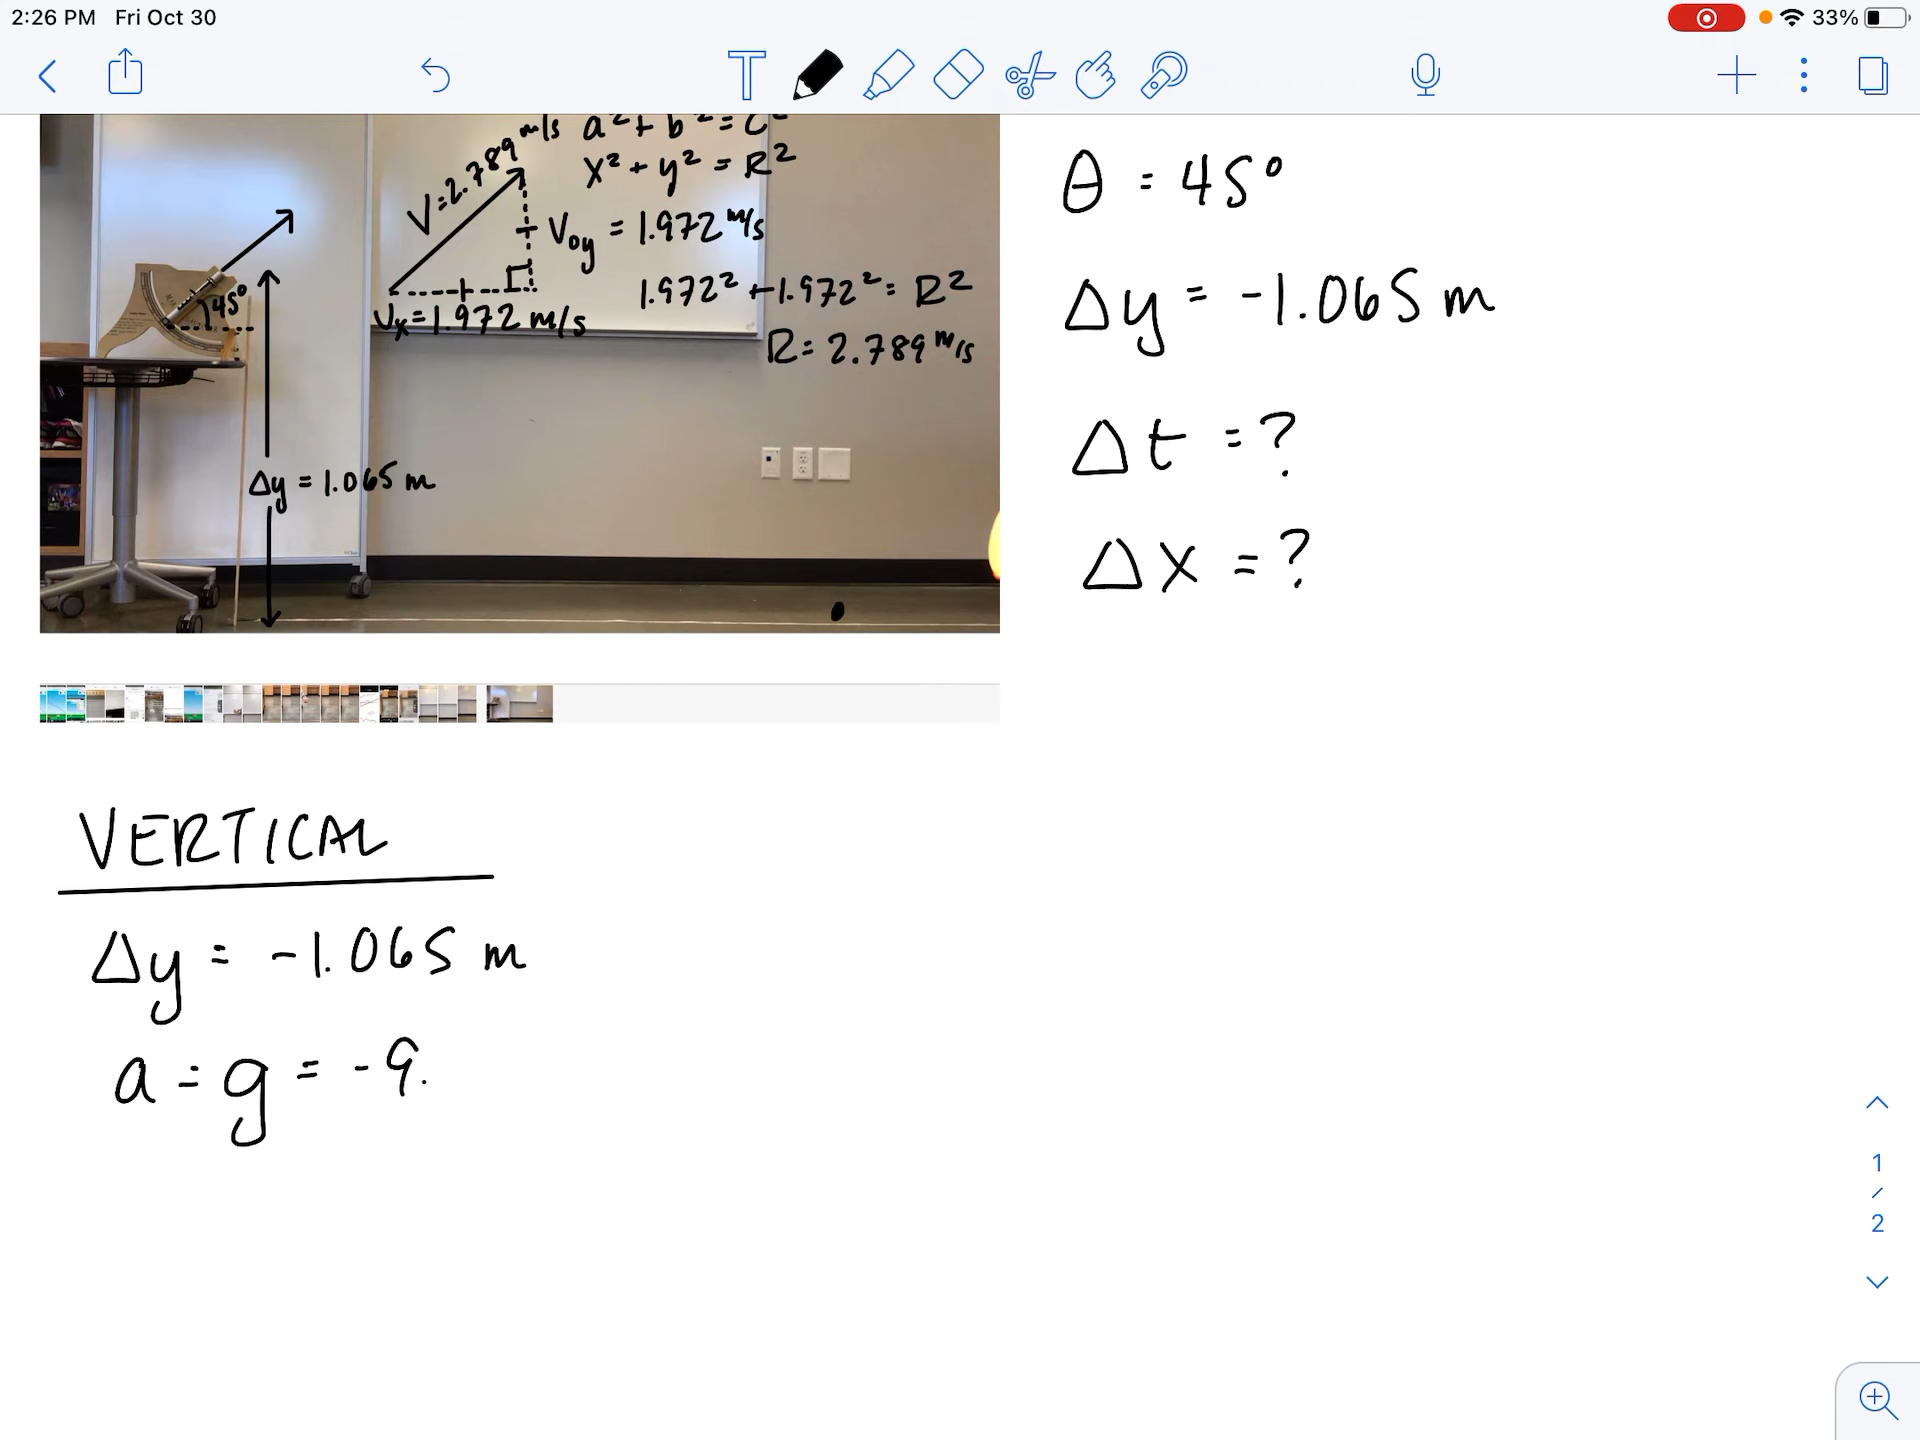 2:26 PM Fri Oct 30
33%
T
V=2.789 m/s
a² + b² = c²
x² + y² = R²
Voy = 1.972 m/s
1.972² + 1.972² = R²
Vx = 1.972 m/s
R = 2.789 m/s
45°
Δy = 1.065 m
θ = 45°
Δy = -1.065 m
Δt = ?
Δx = ?
VERTICAL
Δy = -1.065 m
a = g = -9.
1
/
2